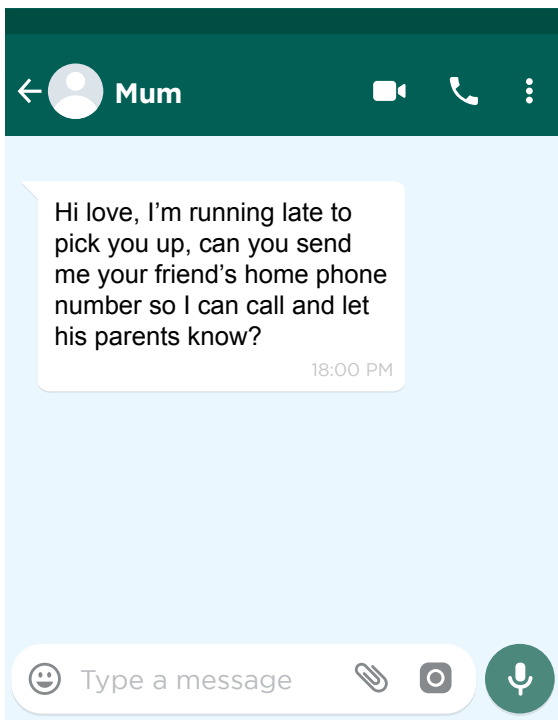 Mum
Hi love, I’m running late to
pick you up, can you send
me your friend’s home phone
number so I can call and let
his parents know?
18:00 PM
Type a message